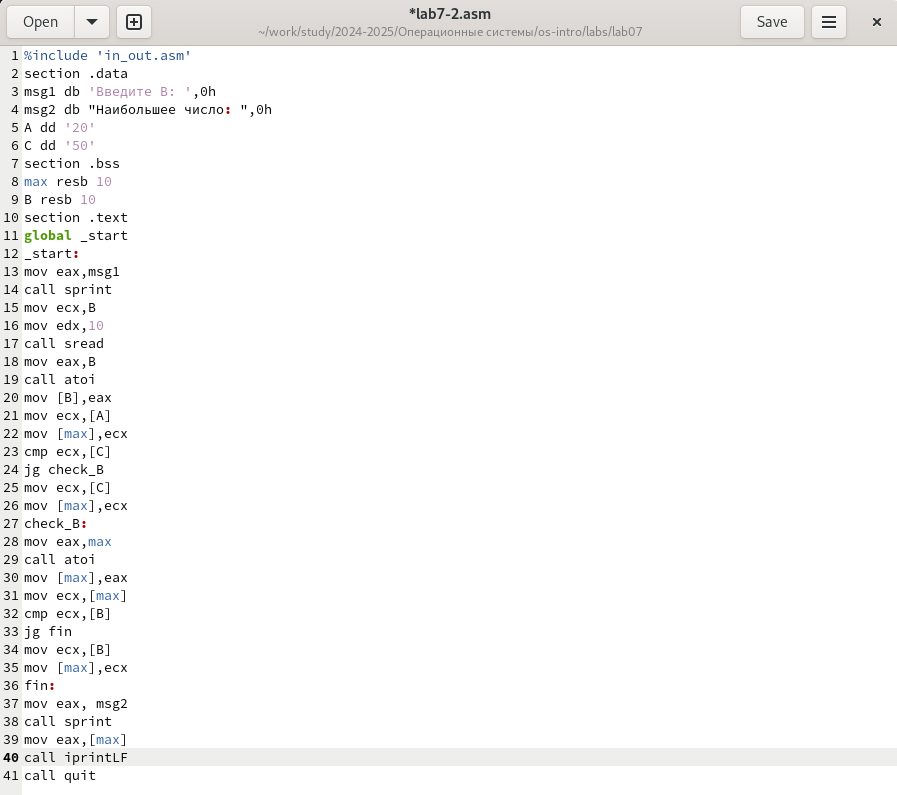 Open
*lab7-2.asm
~/work/study/2024-2025/Операционные системы/os-intro/labs/lab07
Save
1 %include 'in_out.asm'
2 section .data
3 msg1 db 'Введите B: ',0h
4 msg2 db "Наибольшее число: ",0h
5 A dd '20'
6 C dd '50'
7 section .bss
8 max resb 10
9 B resb 10
10 section .text
11 global _start
12 _start:
13 mov eax,msg1
14 call sprint
15 mov ecx,B
16 mov edx,10
17 call sread
18 mov eax,B
19 call atoi
20 mov [B],eax
21 mov ecx,[A]
22 mov [max],ecx
23 cmp ecx,[C]
24 jg check_B
25 mov ecx,[C]
26 mov [max],ecx
27 check_B:
28 mov eax,max
29 call atoi
30 mov [max],eax
31 mov ecx,[max]
32 cmp ecx,[B]
33 jg fin
34 mov ecx,[B]
35 mov [max],ecx
36 fin:
37 mov eax, msg2
38 call sprint
39 mov eax,[max]
40 call iprintLF
41 call quit